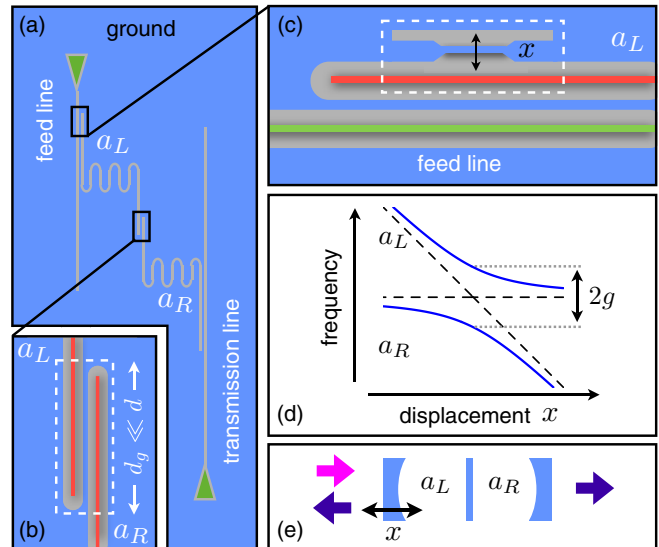 (a)
ground
feed line
a_L
a_R
transmission line
(b)
a_L
d_g ≪ d
a_R
(c)
a_L
x
feed line
(d)
frequency
a_L
a_R
2g
displacement x
(e)
a_L
a_R
x